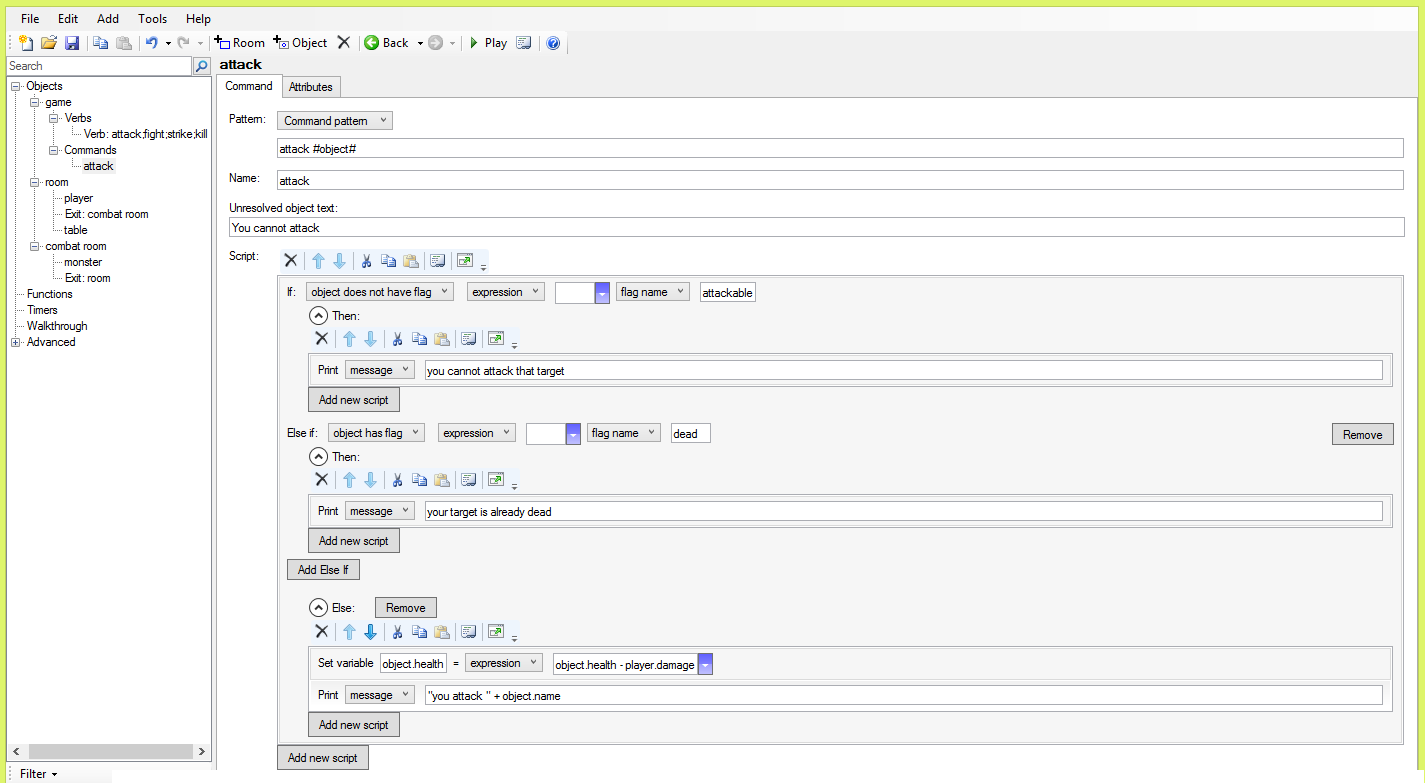 File Edit Add Tools Help
Room Object Back Play
Search
attack
Objects
game
Verbs
Verb: attack;fight;strike;kill
Commands
attack
room
player
Exit: combat room
table
combat room
monster
Exit: room
Functions
Timers
Walkthrough
Advanced
Filter
Command Attributes
Pattern: Command pattern
attack #object#
Name: attack
Unresolved object text:
You cannot attack
Script:
If: object does not have flag expression flag name attackable
Then:
Print message you cannot attack that target
Add new script
Else if: object has flag expression flag name dead Remove
Then:
Print message your target is already dead
Add new script
Add Else If
Else: Remove
Set variable object.health = expression object.health - player.damage
Print message "you attack " + object.name
Add new script
Add new script